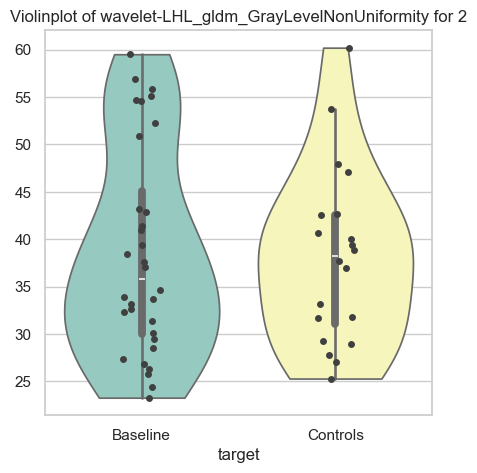 Violinplot of wavelet-LHL_gldm_GrayLevelNonUniformity for 2
60
55
50
45
40
35
30
25
Baseline Controls
target